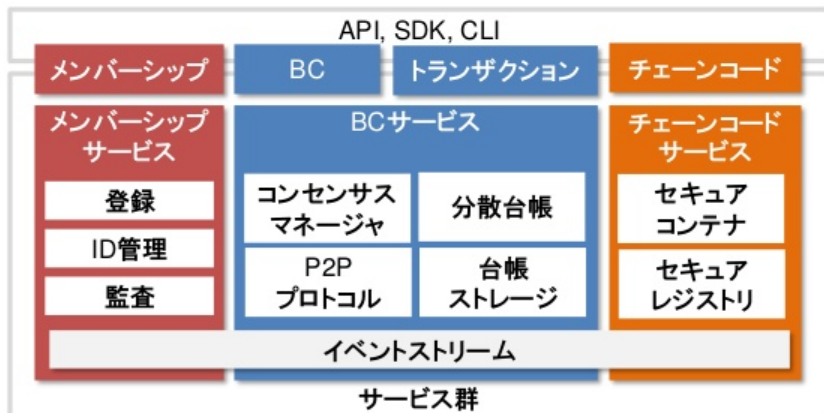 API, SDK, CLI
メンバーシップ
BC
トランザクション
チェーンコード
メンバーシップ
サービス
登録
ID管理
監査
BCサービス
コンセンサス
マネージャ
分散台帳
P2P
プロトコル
台帳
ストレージ
チェーンコード
サービス
セキュア
コンテナ
セキュア
レジストリ
イベントストリーム
サービス群